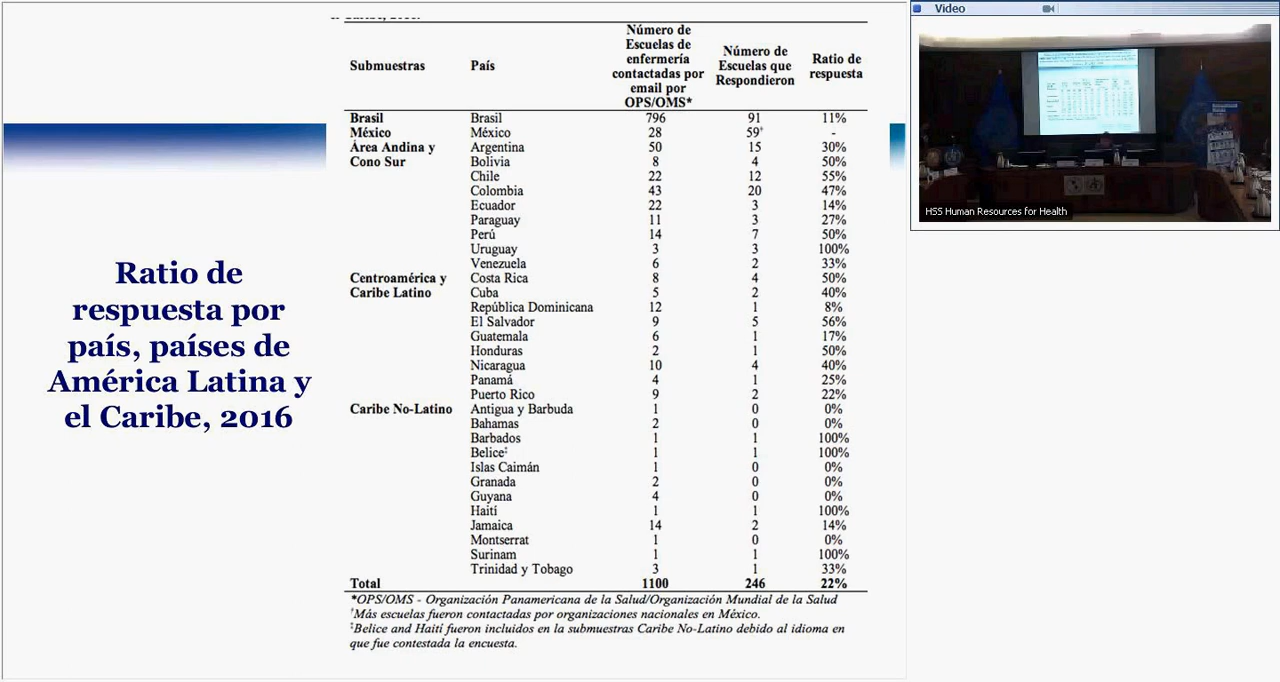 Ratio de
respuesta por
país, países de
América Latina y
el Caribe, 2016
Submuestras País Número de Escuelas de enfermería contactadas por email por OPS/OMS* Número de Escuelas que Respondieron Ratio de respuesta
Brasil Brasil 796 91 11%
México México 28 59† -
Área Andina y Argentina 50 15 30%
Cono Sur Bolivia 8 4 50%
Chile 22 12 55%
Colombia 43 20 47%
Ecuador 22 3 14%
Paraguay 11 3 27%
Perú 14 7 50%
Uruguay 3 3 100%
Venezuela 6 2 33%
Centroamérica y Costa Rica 8 4 50%
Caribe Latino Cuba 5 2 40%
República Dominicana 12 1 8%
El Salvador 9 5 56%
Guatemala 6 1 17%
Honduras 2 1 50%
Nicaragua 10 4 40%
Panamá 4 1 25%
Puerto Rico 9 2 22%
Caribe No-Latino Antigua y Barbuda 1 0 0%
Bahamas 2 0 0%
Barbados 1 1 100%
Belice‡ 1 1 100%
Islas Caimán 1 0 0%
Granada 2 0 0%
Guyana 4 0 0%
Haití 1 1 100%
Jamaica 14 2 14%
Montserrat 1 0 0%
Surinam 1 1 100%
Trinidad y Tobago 3 1 33%
Total 1100 246 22%
*OPS/OMS - Organización Panamericana de la Salud/Organización Mundial de la Salud
†Más escuelas fueron contactadas por organizaciones nacionales en México.
‡Belice and Haití fueron incluidos en la submuestras Caribe No-Latino debido al idioma en
que fue contestada la encuesta.
Video
HSS Human Resources for Health